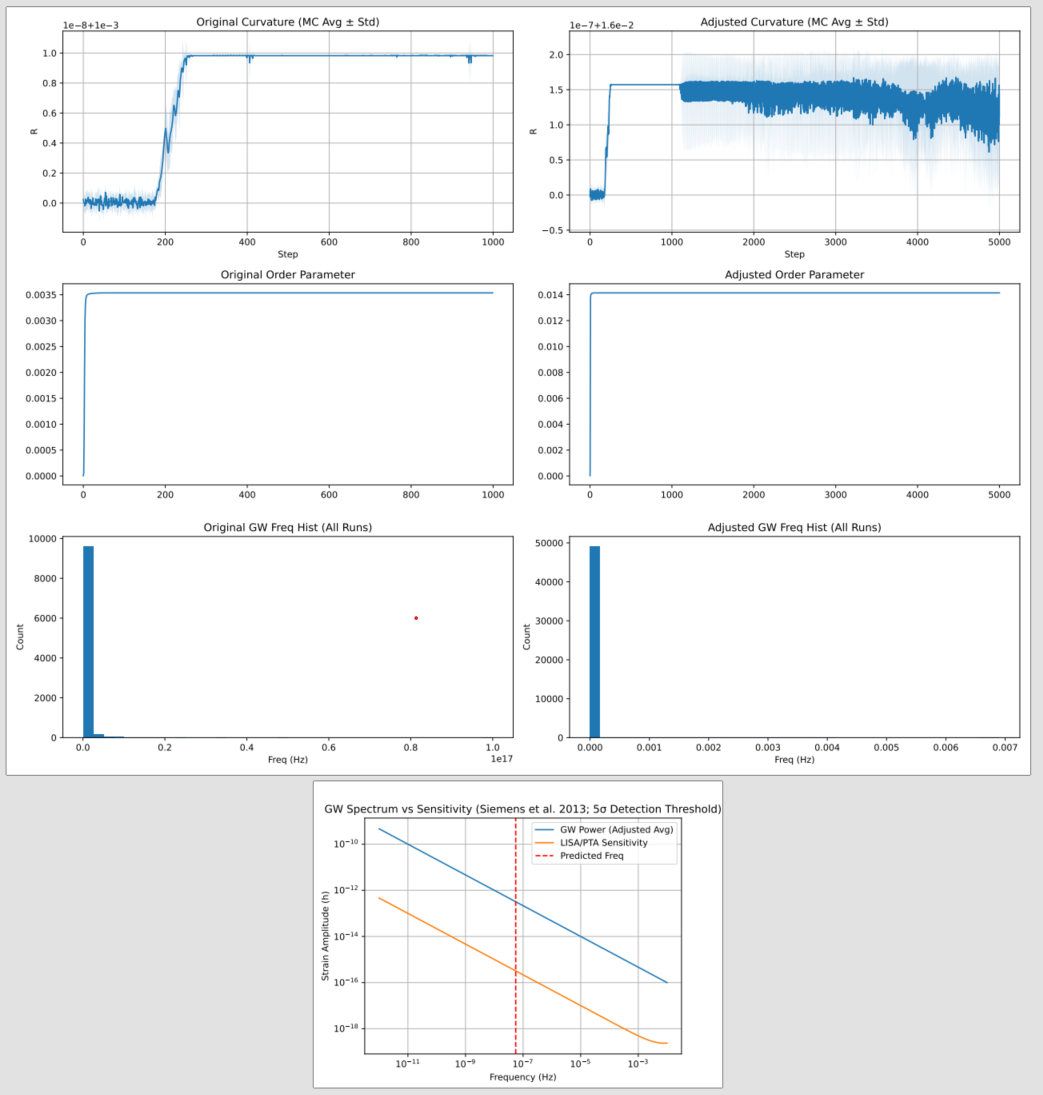 Original Curvature (MC Avg ± Std)
1e−8+1e−3
1.0
0.8
0.6
0.4
0.2
0.0
R
0 200 400 600 800 1000
Step
Adjusted Curvature (MC Avg ± Std)
1e−7+1.6e−2
2.0
1.5
1.0
0.5
0.0
−0.5
R
0 1000 2000 3000 4000 5000
Step
Original Order Parameter
0.0035
0.0030
0.0025
0.0020
0.0015
0.0010
0.0005
0.0000
0 200 400 600 800 1000
Adjusted Order Parameter
0.014
0.012
0.010
0.008
0.006
0.004
0.002
0.000
0 1000 2000 3000 4000 5000
Original GW Freq Hist (All Runs)
10000
8000
6000
4000
2000
0
Count
0.0 0.2 0.4 0.6 0.8 1.0
1e17
Freq (Hz)
Adjusted GW Freq Hist (All Runs)
50000
40000
30000
20000
10000
0
Count
0.000 0.001 0.002 0.003 0.004 0.005 0.006 0.007
Freq (Hz)
GW Spectrum vs Sensitivity (Siemens et al. 2013; 5σ Detection Threshold)
GW Power (Adjusted Avg)
LISA/PTA Sensitivity
Predicted Freq
10⁻¹⁰
10⁻¹²
10⁻¹⁴
10⁻¹⁶
10⁻¹⁸
Strain Amplitude (h)
10⁻¹¹ 10⁻⁹ 10⁻⁷ 10⁻⁵ 10⁻³
Frequency (Hz)